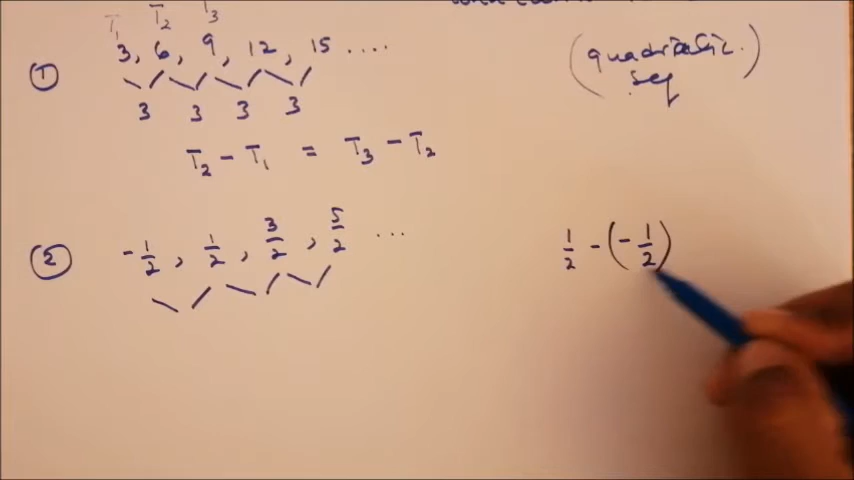 T₁ T₂ T₃
① 3, 6, 9, 12, 15 ....
3 3 3 3
T₂ - T₁ = T₃ - T₂
(quadratic seq)
② -1/2, 1/2, 3/2, 5/2 ...
1/2 - (-1/2)